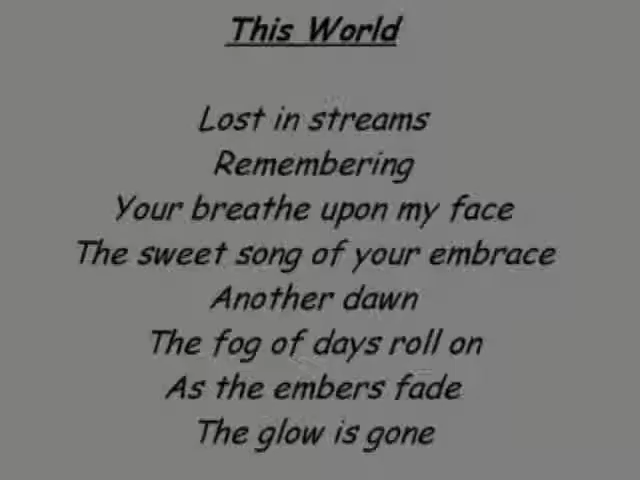 This World
Lost in streams
Remembering
Your breathe upon my face
The sweet song of your embrace
Another dawn
The fog of days roll on
As the embers fade
The glow is gone